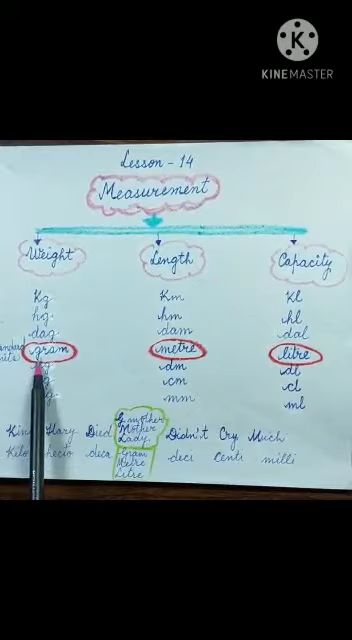 K
KINEMASTER
Lesson - 14
Measurement
Weight Length Capacity
Kg Km Kl
hg hm hl
dag dam dal
gram metre litre
dm dl
cm cl
mm ml
G.mother
Mother
Lady
Hary Died Didn't Cry Much
Kilo hecto deca deci Centi milli
Gram
Metre
Litre